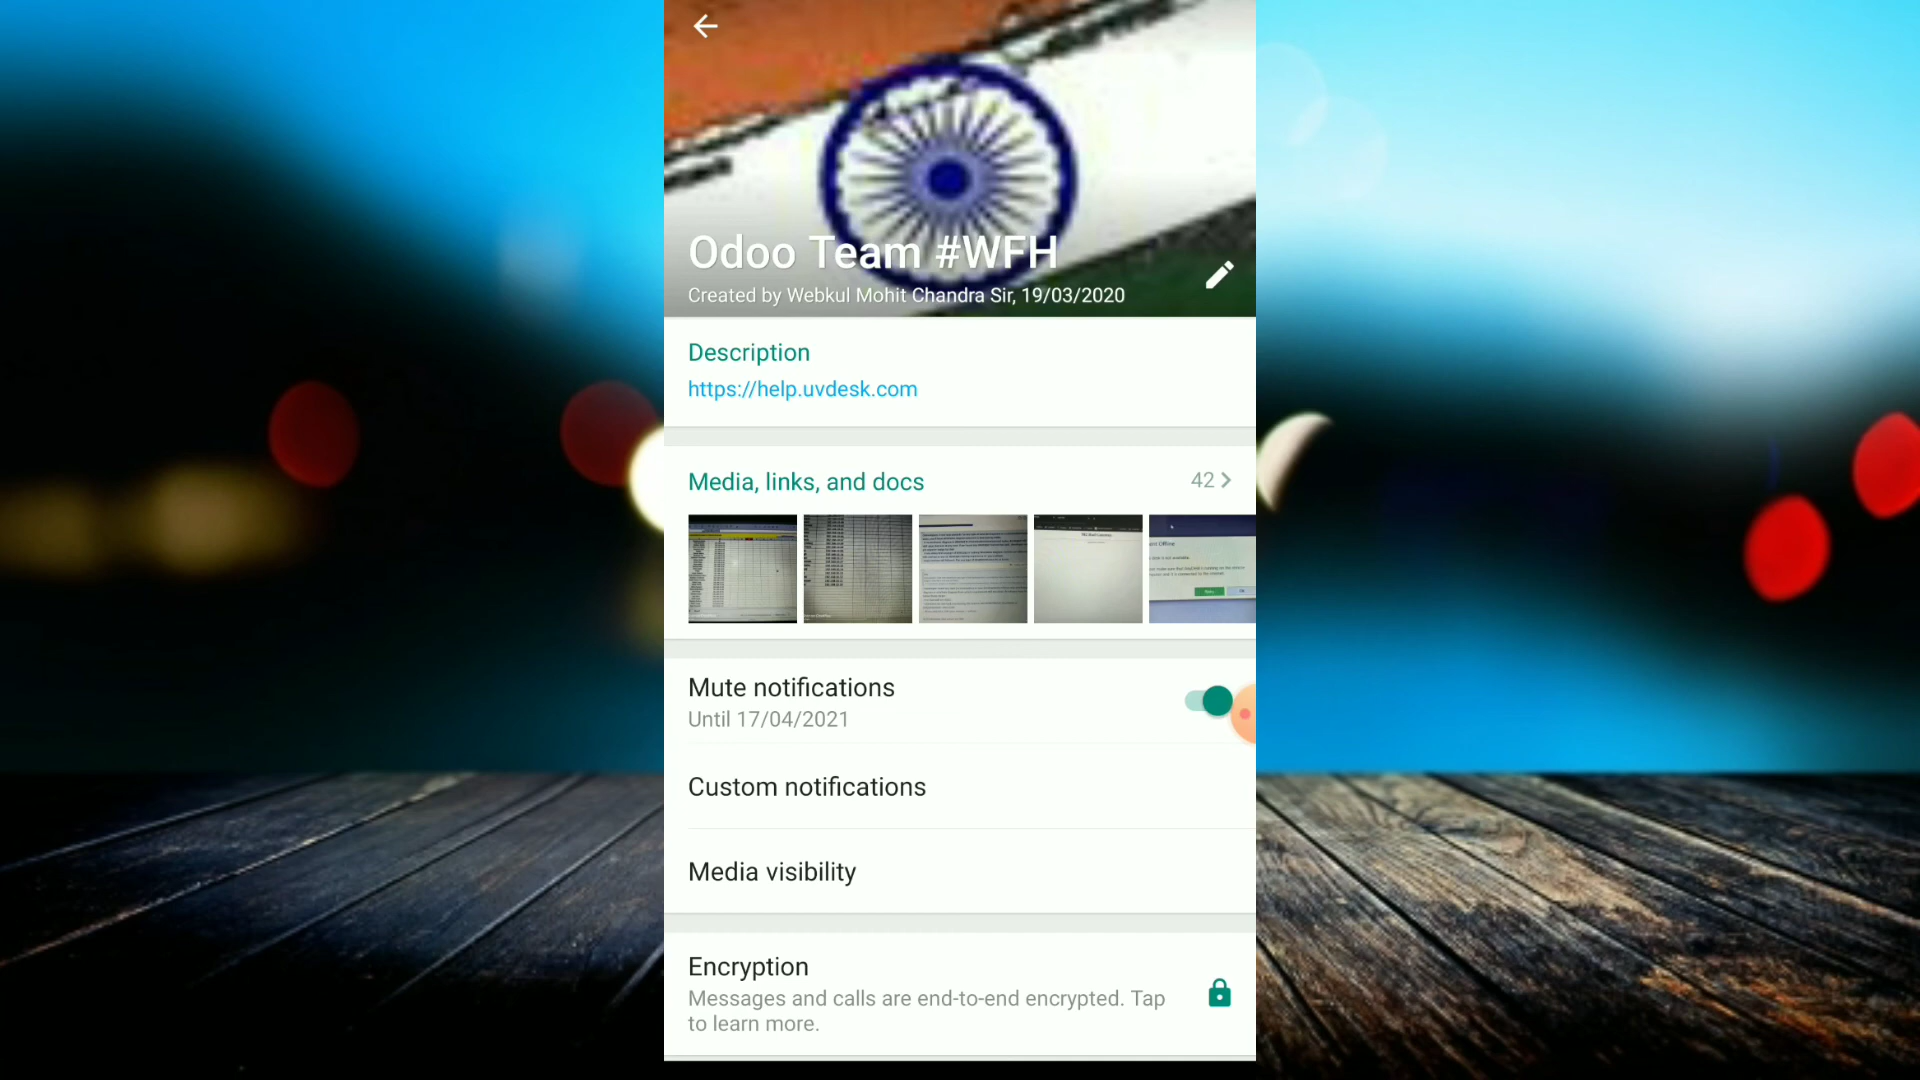 Odoo Team #WFH
Created by Webkul Mohit Chandra Sir, 19/03/2020
Description
https://help.uvdesk.com
Media, links, and docs
42
Mute notifications
Until 17/04/2021
Custom notifications
Media visibility
Encryption
Messages and calls are end-to-end encrypted. Tap
to learn more.